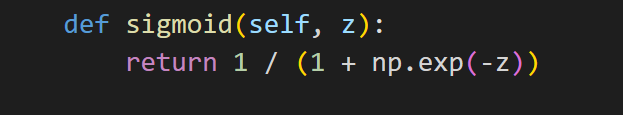 def sigmoid(self, z):
return 1 / (1 + np.exp(-z))